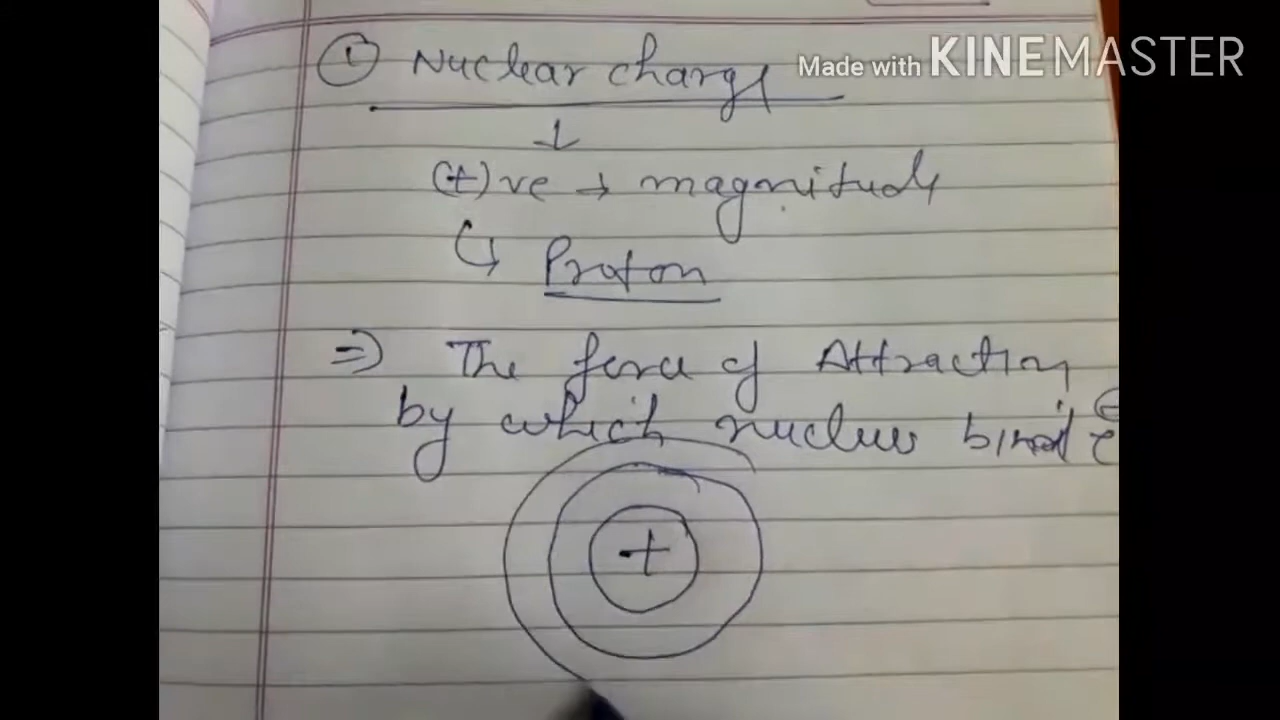 Made with KINEMASTER
① Nuclear charge
↓
(+)ve → magnitude
↳ Proton
⇒ The force of Attraction
by which nucleus bind e⊖
+